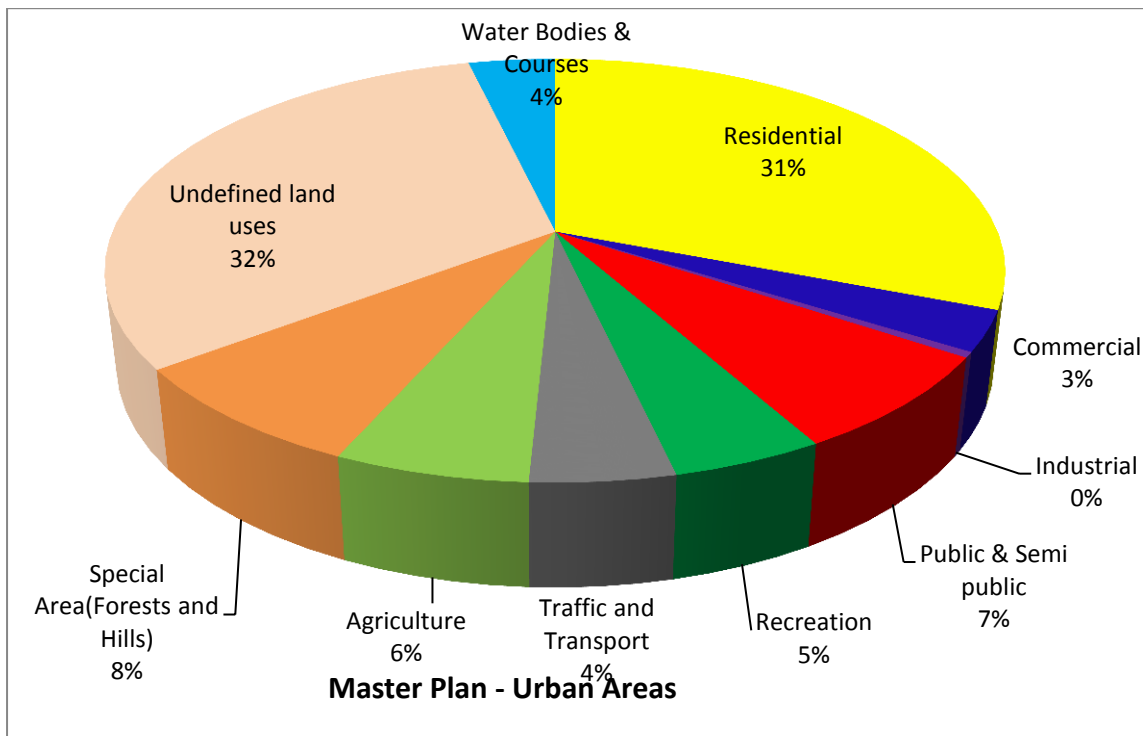 Water Bodies &
Courses
4%
Residential
31%
Undefined land
uses
32%
Commercial
3%
Industrial
0%
Public & Semi
public
7%
Recreation
5%
Traffic and
Transport
4%
Agriculture
6%
Special
Area(Forests and
Hills)
8%
Master Plan - Urban Areas